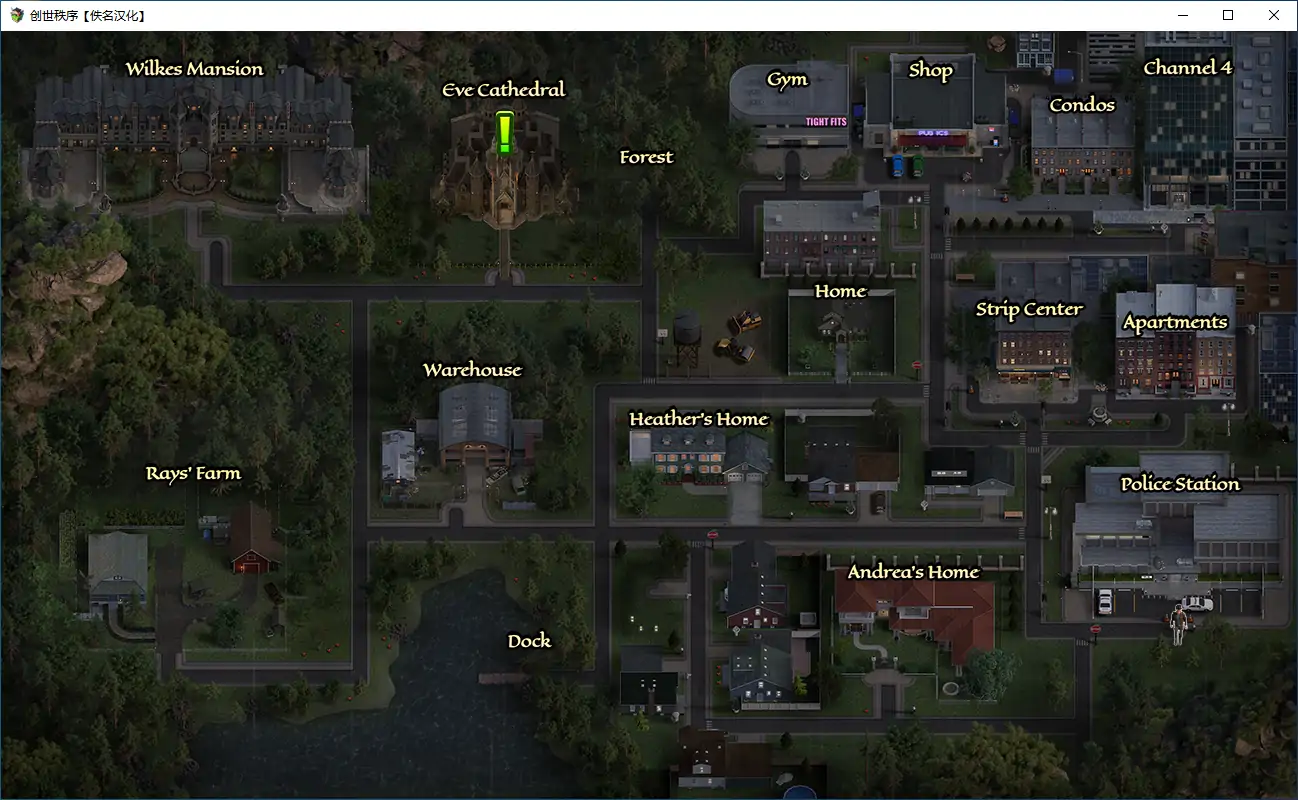 创世秩序【佚名汉化】
Wilkes Mansion
Eve Cathedral
Forest
Gym
TIGHT FITS
Shop
Condos
Channel 4
Home
Strip Center
Apartments
Warehouse
Heather's Home
Rays' Farm
Police Station
Andrea's Home
Dock